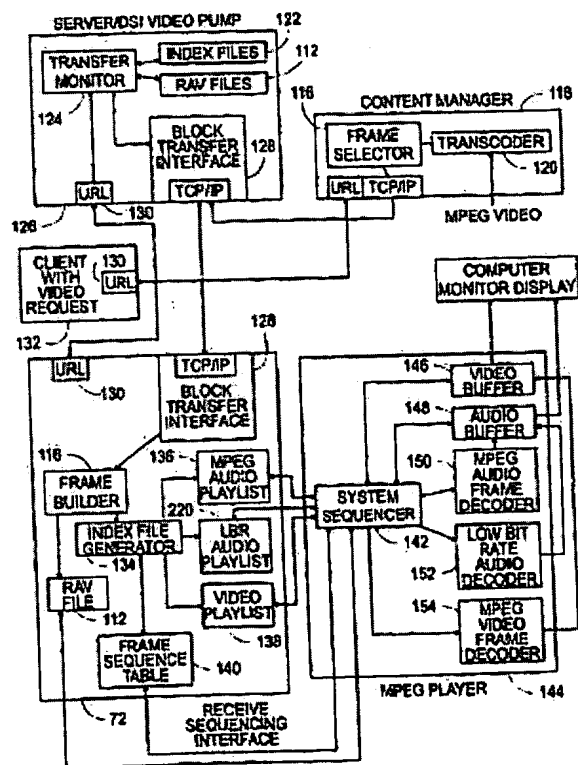 SERVER/DSI VIDEO PUMP
122
INDEX FILES
112
TRANSFER
MONITOR
RAV FILES
124
BLOCK
TRANSFER
INTERFACE
128
TCP/IP
URL
130
126
116
CONTENT MANAGER
118
FRAME
SELECTOR
TRANSCODER
120
URL
TCP/IP
MPEG VIDEO
CLIENT
WITH
VIDEO
REQUEST
130
URL
132
COMPUTER
MONITOR DISPLAY
URL
130
TCP/IP
128
BLOCK
TRANSFER
INTERFACE
146
VIDEO
BUFFER
148
AUDIO
BUFFER
116
FRAME
BUILDER
136
MPEG
AUDIO
PLAYLIST
SYSTEM
SEQUENCER
142
150
MPEG
AUDIO
FRAME
DECODER
220
INDEX FILE
GENERATOR
134
LBR
AUDIO
PLAYLIST
LOW BIT
RATE
AUDIO
DECODER
152
RAV
FILE
112
VIDEO
PLAYLIST
138
154
MPEG
VIDEO
FRAME
DECODER
FRAME
SEQUENCE
TABLE
140
MPEG PLAYER
144
72
RECEIVE
SEQUENCING
INTERFACE